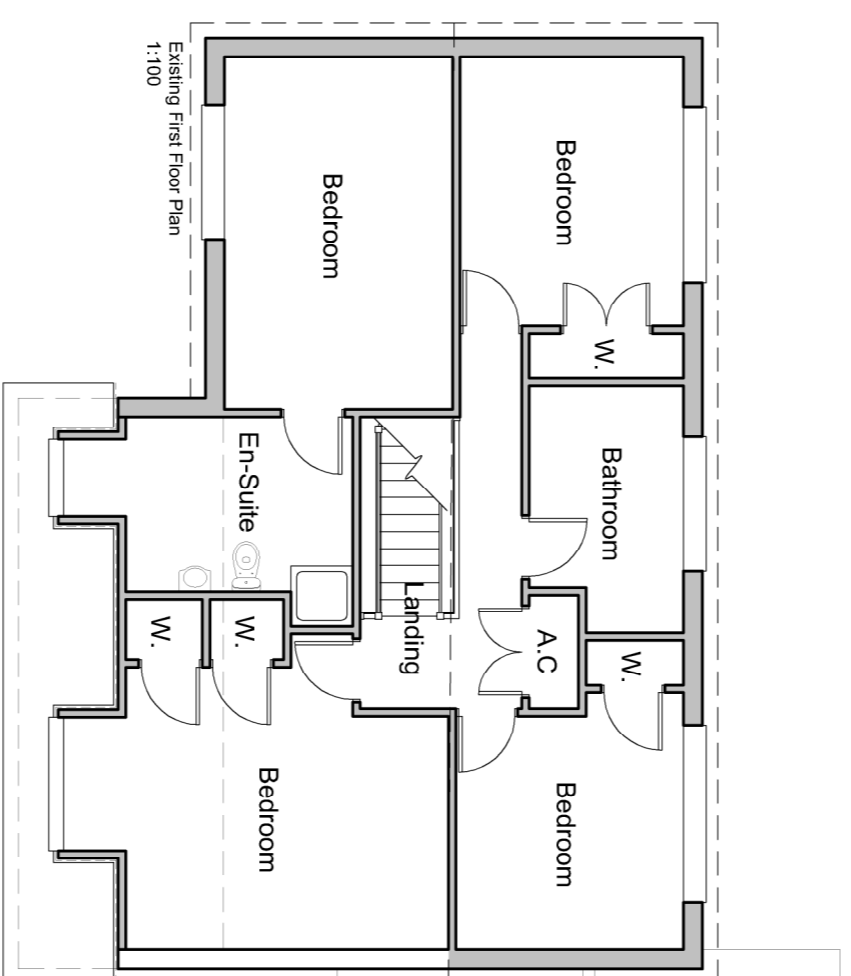 Existing First Floor Plan
1:100
Bedroom
Bedroom
W.
Bathroom
En-Suite
Landing
A.C
W.
W.
W.
Bedroom
Bedroom